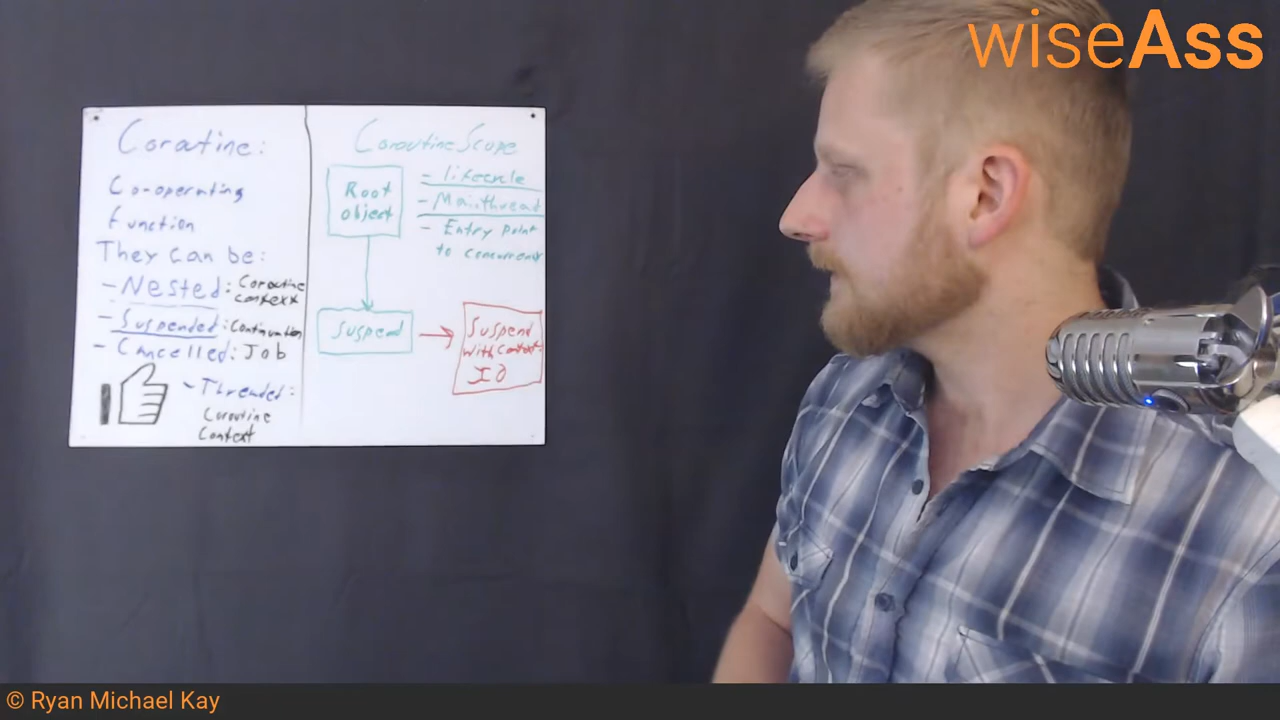 wiseAss
Coroutine:
Co-operating
function
They can be:
- Nested: Coroutine
context
- Suspended: Continuation
- Cancelled: Job
- Threaded:
Coroutine
Context
CoroutineScope
Root
object
- lifecycle
- Mainthread
- Entry point
to concurrency
Suspend
Suspend
with Context:
IO
© Ryan Michael Kay